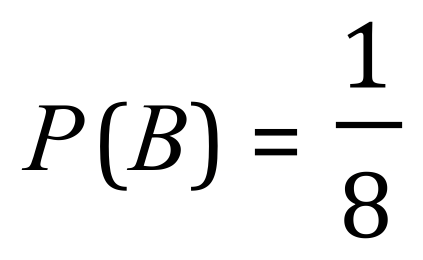 P(B) = 1/8